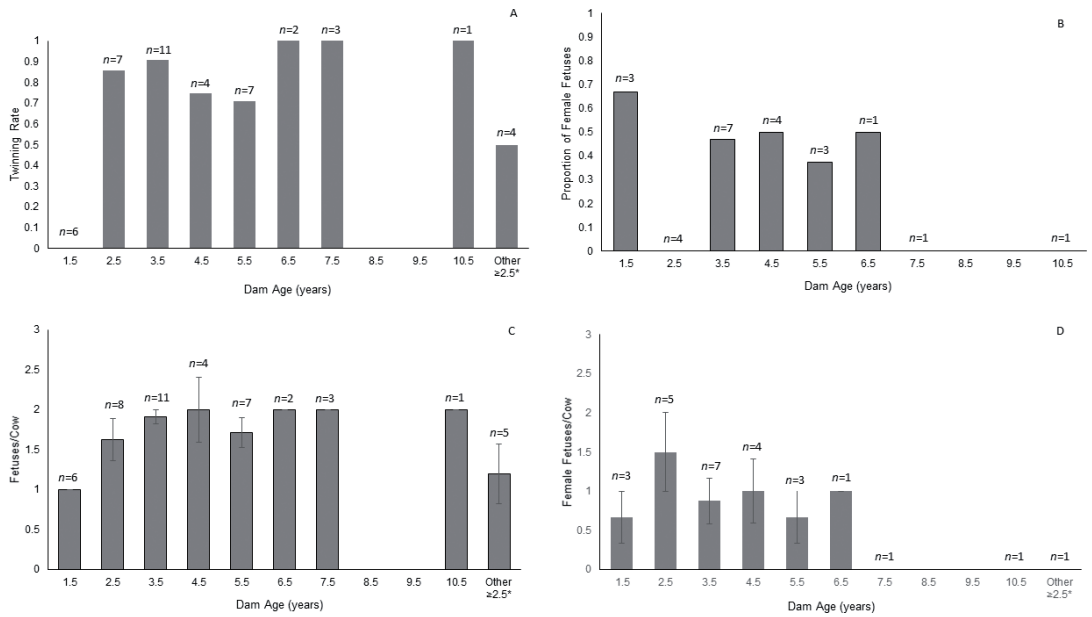 A
n=2
n=3
n=1
n=11
n=7
n=4
n=7
n=4
n=6
1
0.9
0.8
0.7
0.6
0.5
0.4
0.3
0.2
0.1
0
Twinning Rate
1.5 2.5 3.5 4.5 5.5 6.5 7.5 8.5 9.5 10.5 Other
≥2.5*
Dam Age (years)
B
n=3
n=7
n=4
n=1
n=3
n=4
n=1
n=1
1
0.9
0.8
0.7
0.6
0.5
0.4
0.3
0.2
0.1
0
Proportion of Female Fetuses
1.5 2.5 3.5 4.5 5.5 6.5 7.5 8.5 9.5 10.5
Dam Age (years)
C
n=4
n=8
n=11
n=7
n=2
n=3
n=1
n=5
n=6
3
2.5
2
1.5
1
0.5
0
Fetuses/Cow
1.5 2.5 3.5 4.5 5.5 6.5 7.5 8.5 9.5 10.5 Other
≥2.5*
Dam Age (years)
D
n=5
n=4
n=7
n=3
n=3
n=1
n=1
n=1
n=1
3
2.5
2
1.5
1
0.5
0
Female Fetuses/Cow
1.5 2.5 3.5 4.5 5.5 6.5 7.5 8.5 9.5 10.5 Other
≥2.5*
Dam Age (years)